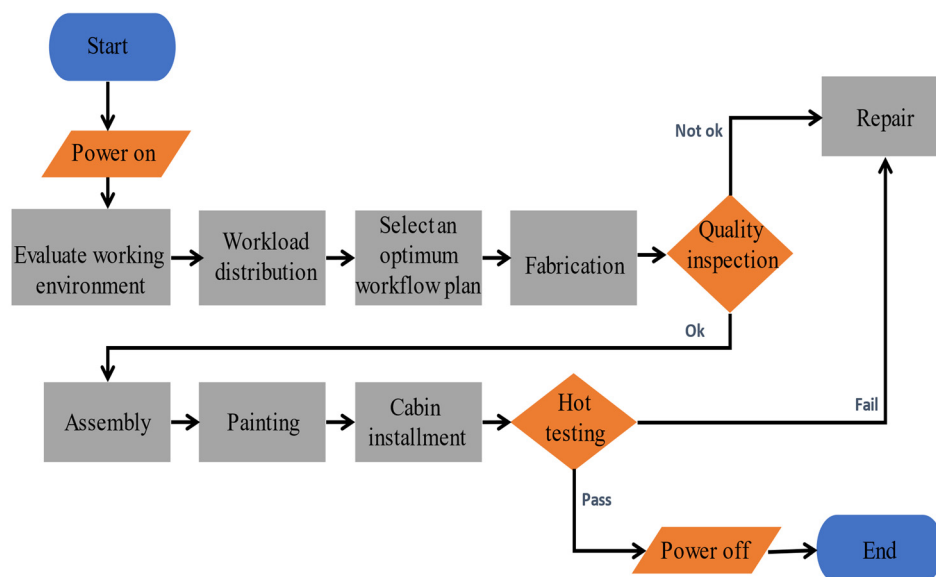 Start
Power on
Evaluate working
environment
Workload
distribution
Select an
optimum
workflow plan
Fabrication
Quality
inspection
Not ok
Repair
Ok
Assembly
Painting
Cabin
installment
Hot
testing
Fail
Pass
Power off
End